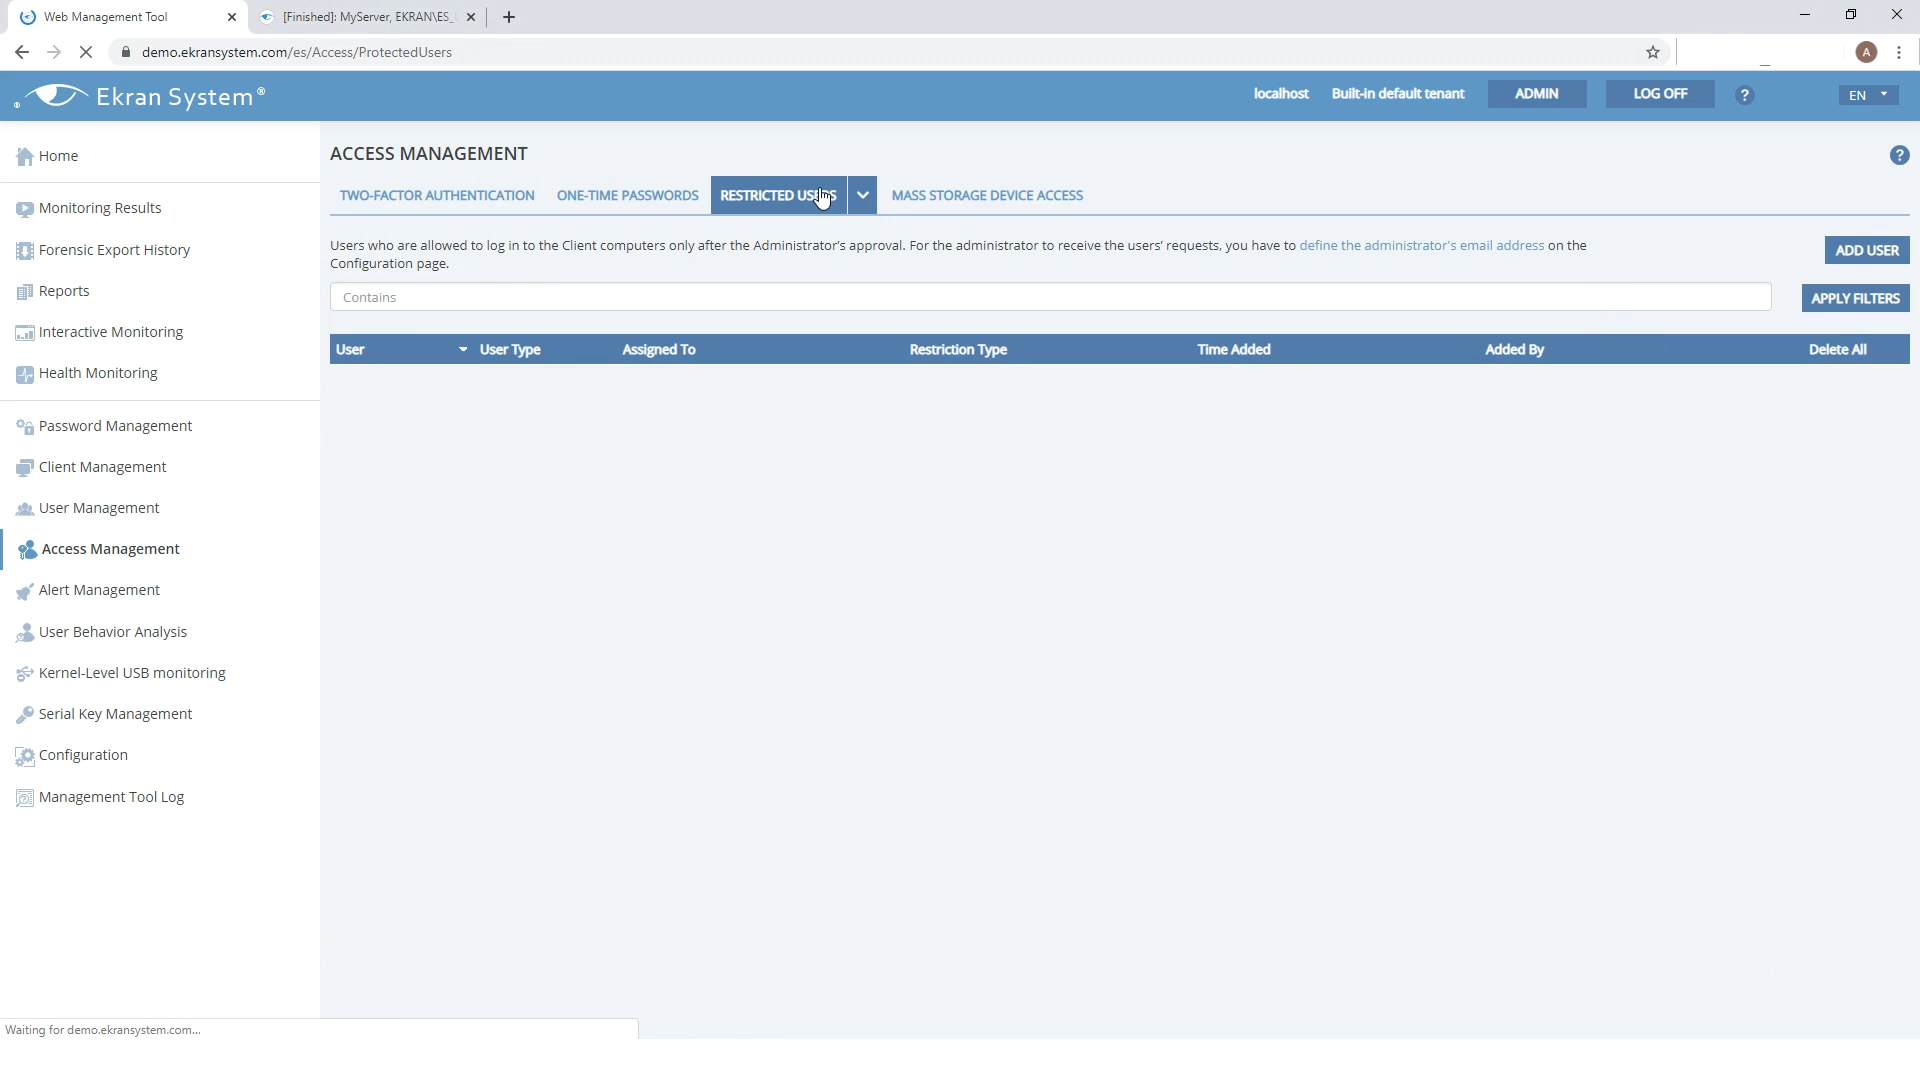 Web Management Tool
[Finished]: MyServer, EKRAN\ES_
demo.ekransystem.com/es/Access/ProtectedUsers
A
Ekran System®
localhost
Built-in default tenant
ADMIN
LOG OFF
?
EN
Home
Monitoring Results
Forensic Export History
Reports
Interactive Monitoring
Health Monitoring
Password Management
Client Management
User Management
Access Management
Alert Management
User Behavior Analysis
Kernel-Level USB monitoring
Serial Key Management
Configuration
Management Tool Log
ACCESS MANAGEMENT
?
TWO-FACTOR AUTHENTICATION
ONE-TIME PASSWORDS
RESTRICTED USERS
MASS STORAGE DEVICE ACCESS
Users who are allowed to log in to the Client computers only after the Administrator's approval. For the administrator to receive the users' requests, you have to define the administrator's email address on the
Configuration page.
ADD USER
Contains
APPLY FILTERS
User
User Type
Assigned To
Restriction Type
Time Added
Added By
Delete All
Waiting for demo.ekransystem.com...